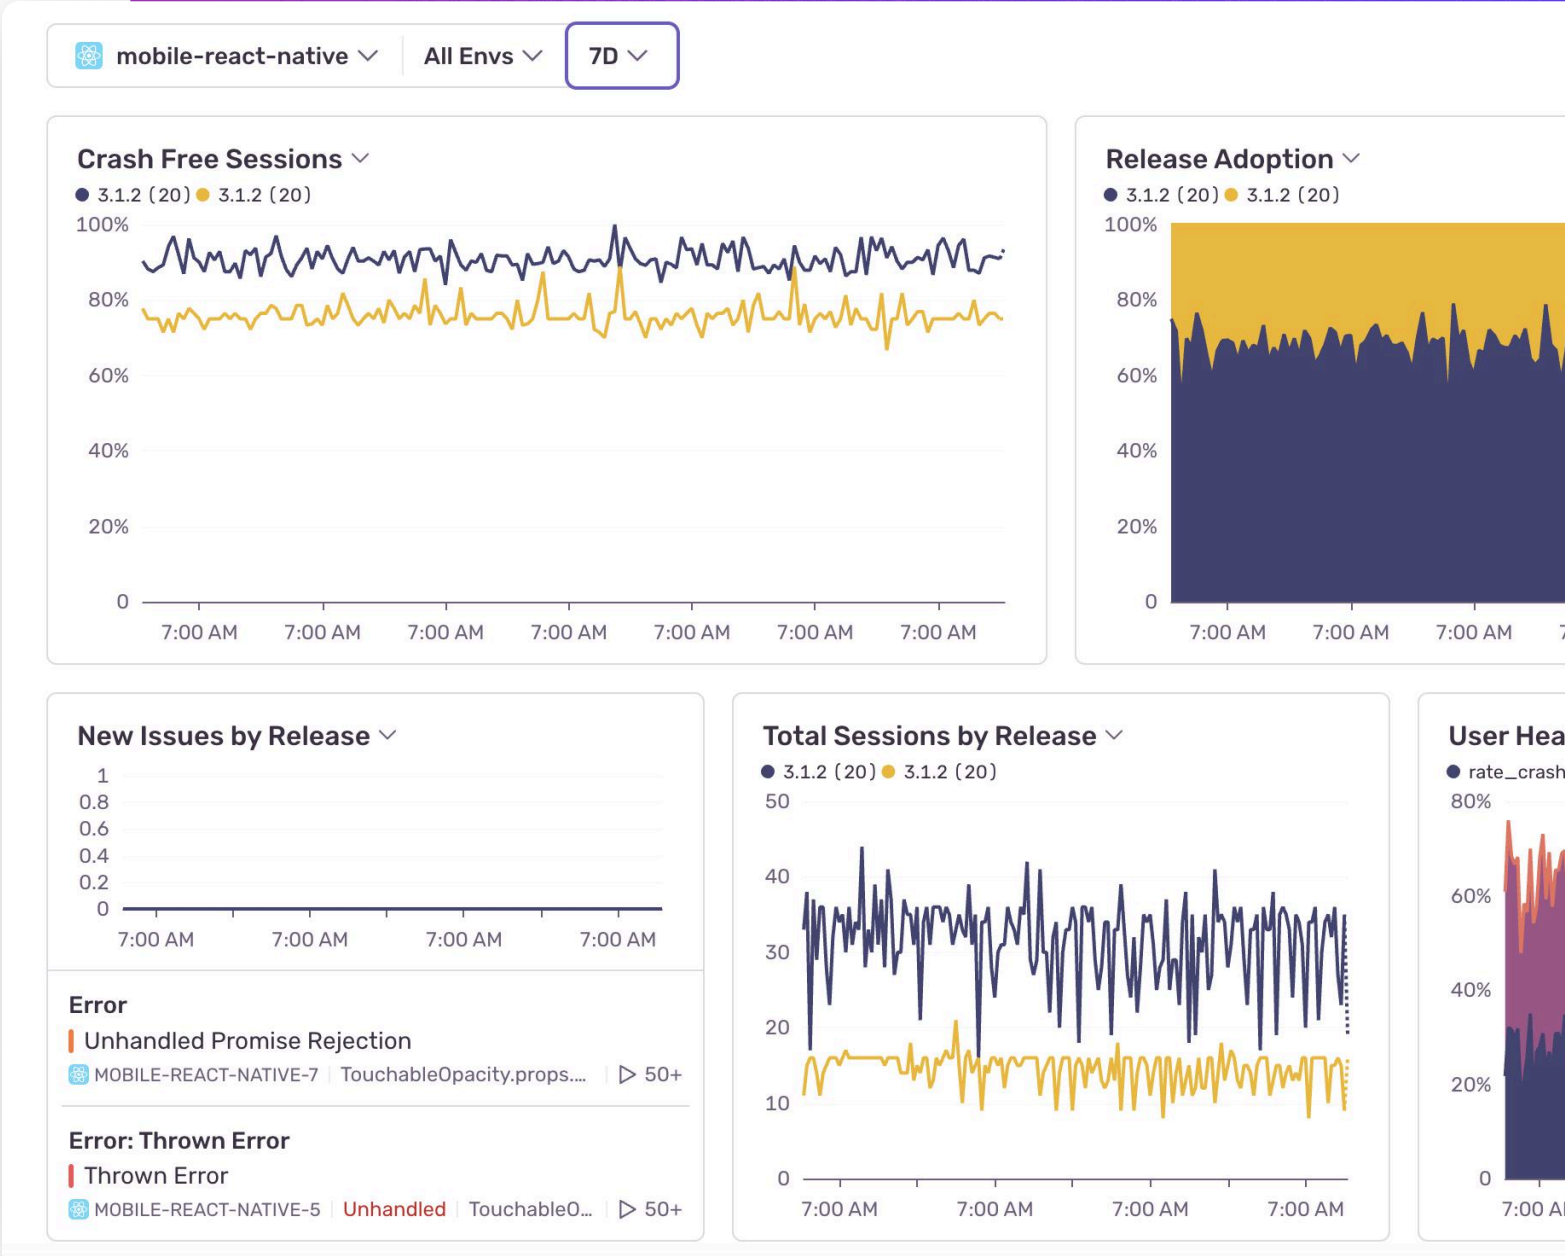 mobile-react-native All Envs 7D
Crash Free Sessions
3.1.2 (20) 3.1.2 (20)
100%
80%
60%
40%
20%
0
7:00 AM 7:00 AM 7:00 AM 7:00 AM 7:00 AM 7:00 AM 7:00 AM
Release Adoption
3.1.2 (20) 3.1.2 (20)
100%
80%
60%
40%
20%
0
7:00 AM 7:00 AM 7:00 AM 7
New Issues by Release
1
0.8
0.6
0.4
0.2
0
7:00 AM 7:00 AM 7:00 AM 7:00 AM
Error
Unhandled Promise Rejection
MOBILE-REACT-NATIVE-7 TouchableOpacity.props.... 50+
Error: Thrown Error
Thrown Error
MOBILE-REACT-NATIVE-5 Unhandled TouchableO... 50+
Total Sessions by Release
3.1.2 (20) 3.1.2 (20)
50
40
30
20
10
0
7:00 AM 7:00 AM 7:00 AM 7:00 AM
User Hea
rate_crash
80%
60%
40%
20%
0
7:00 A